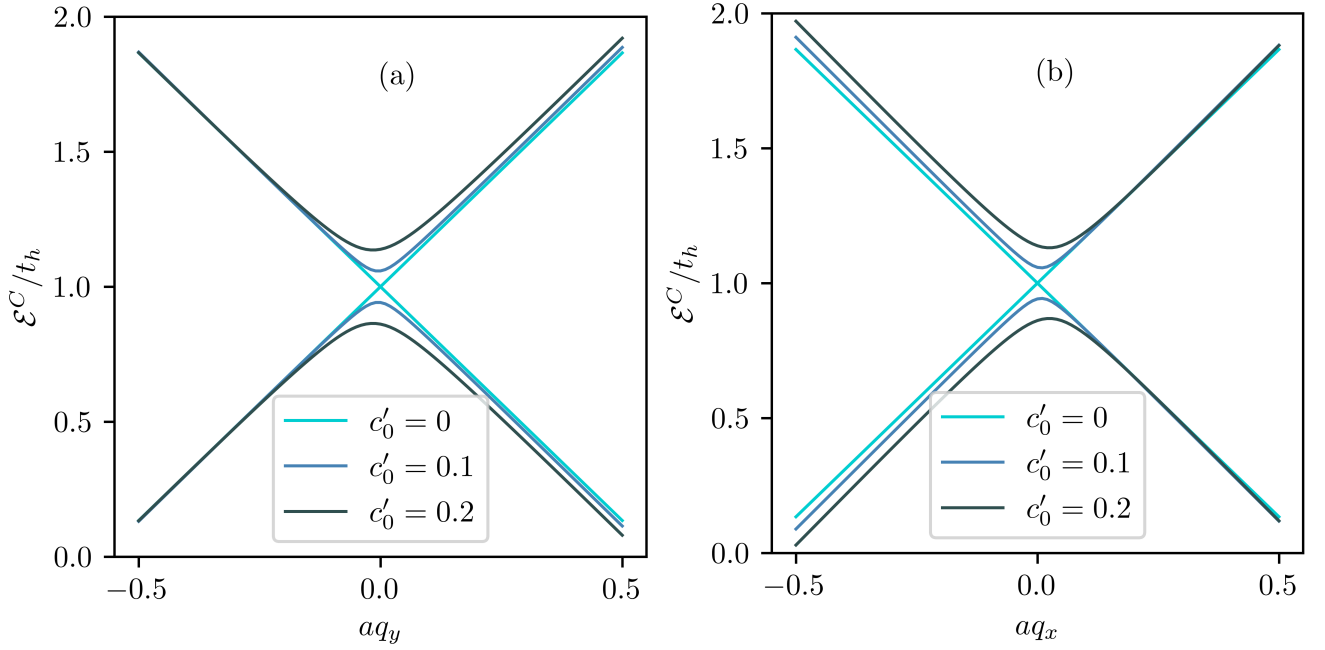 2.0
1.5
1.0
0.5
0.0
−0.5
0.0
0.5
ℰ^C/t_h
aq_y
(a)
c′_0 = 0
c′_0 = 0.1
c′_0 = 0.2
2.0
1.5
1.0
0.5
0.0
−0.5
0.0
0.5
ℰ^C/t_h
aq_x
(b)
c′_0 = 0
c′_0 = 0.1
c′_0 = 0.2